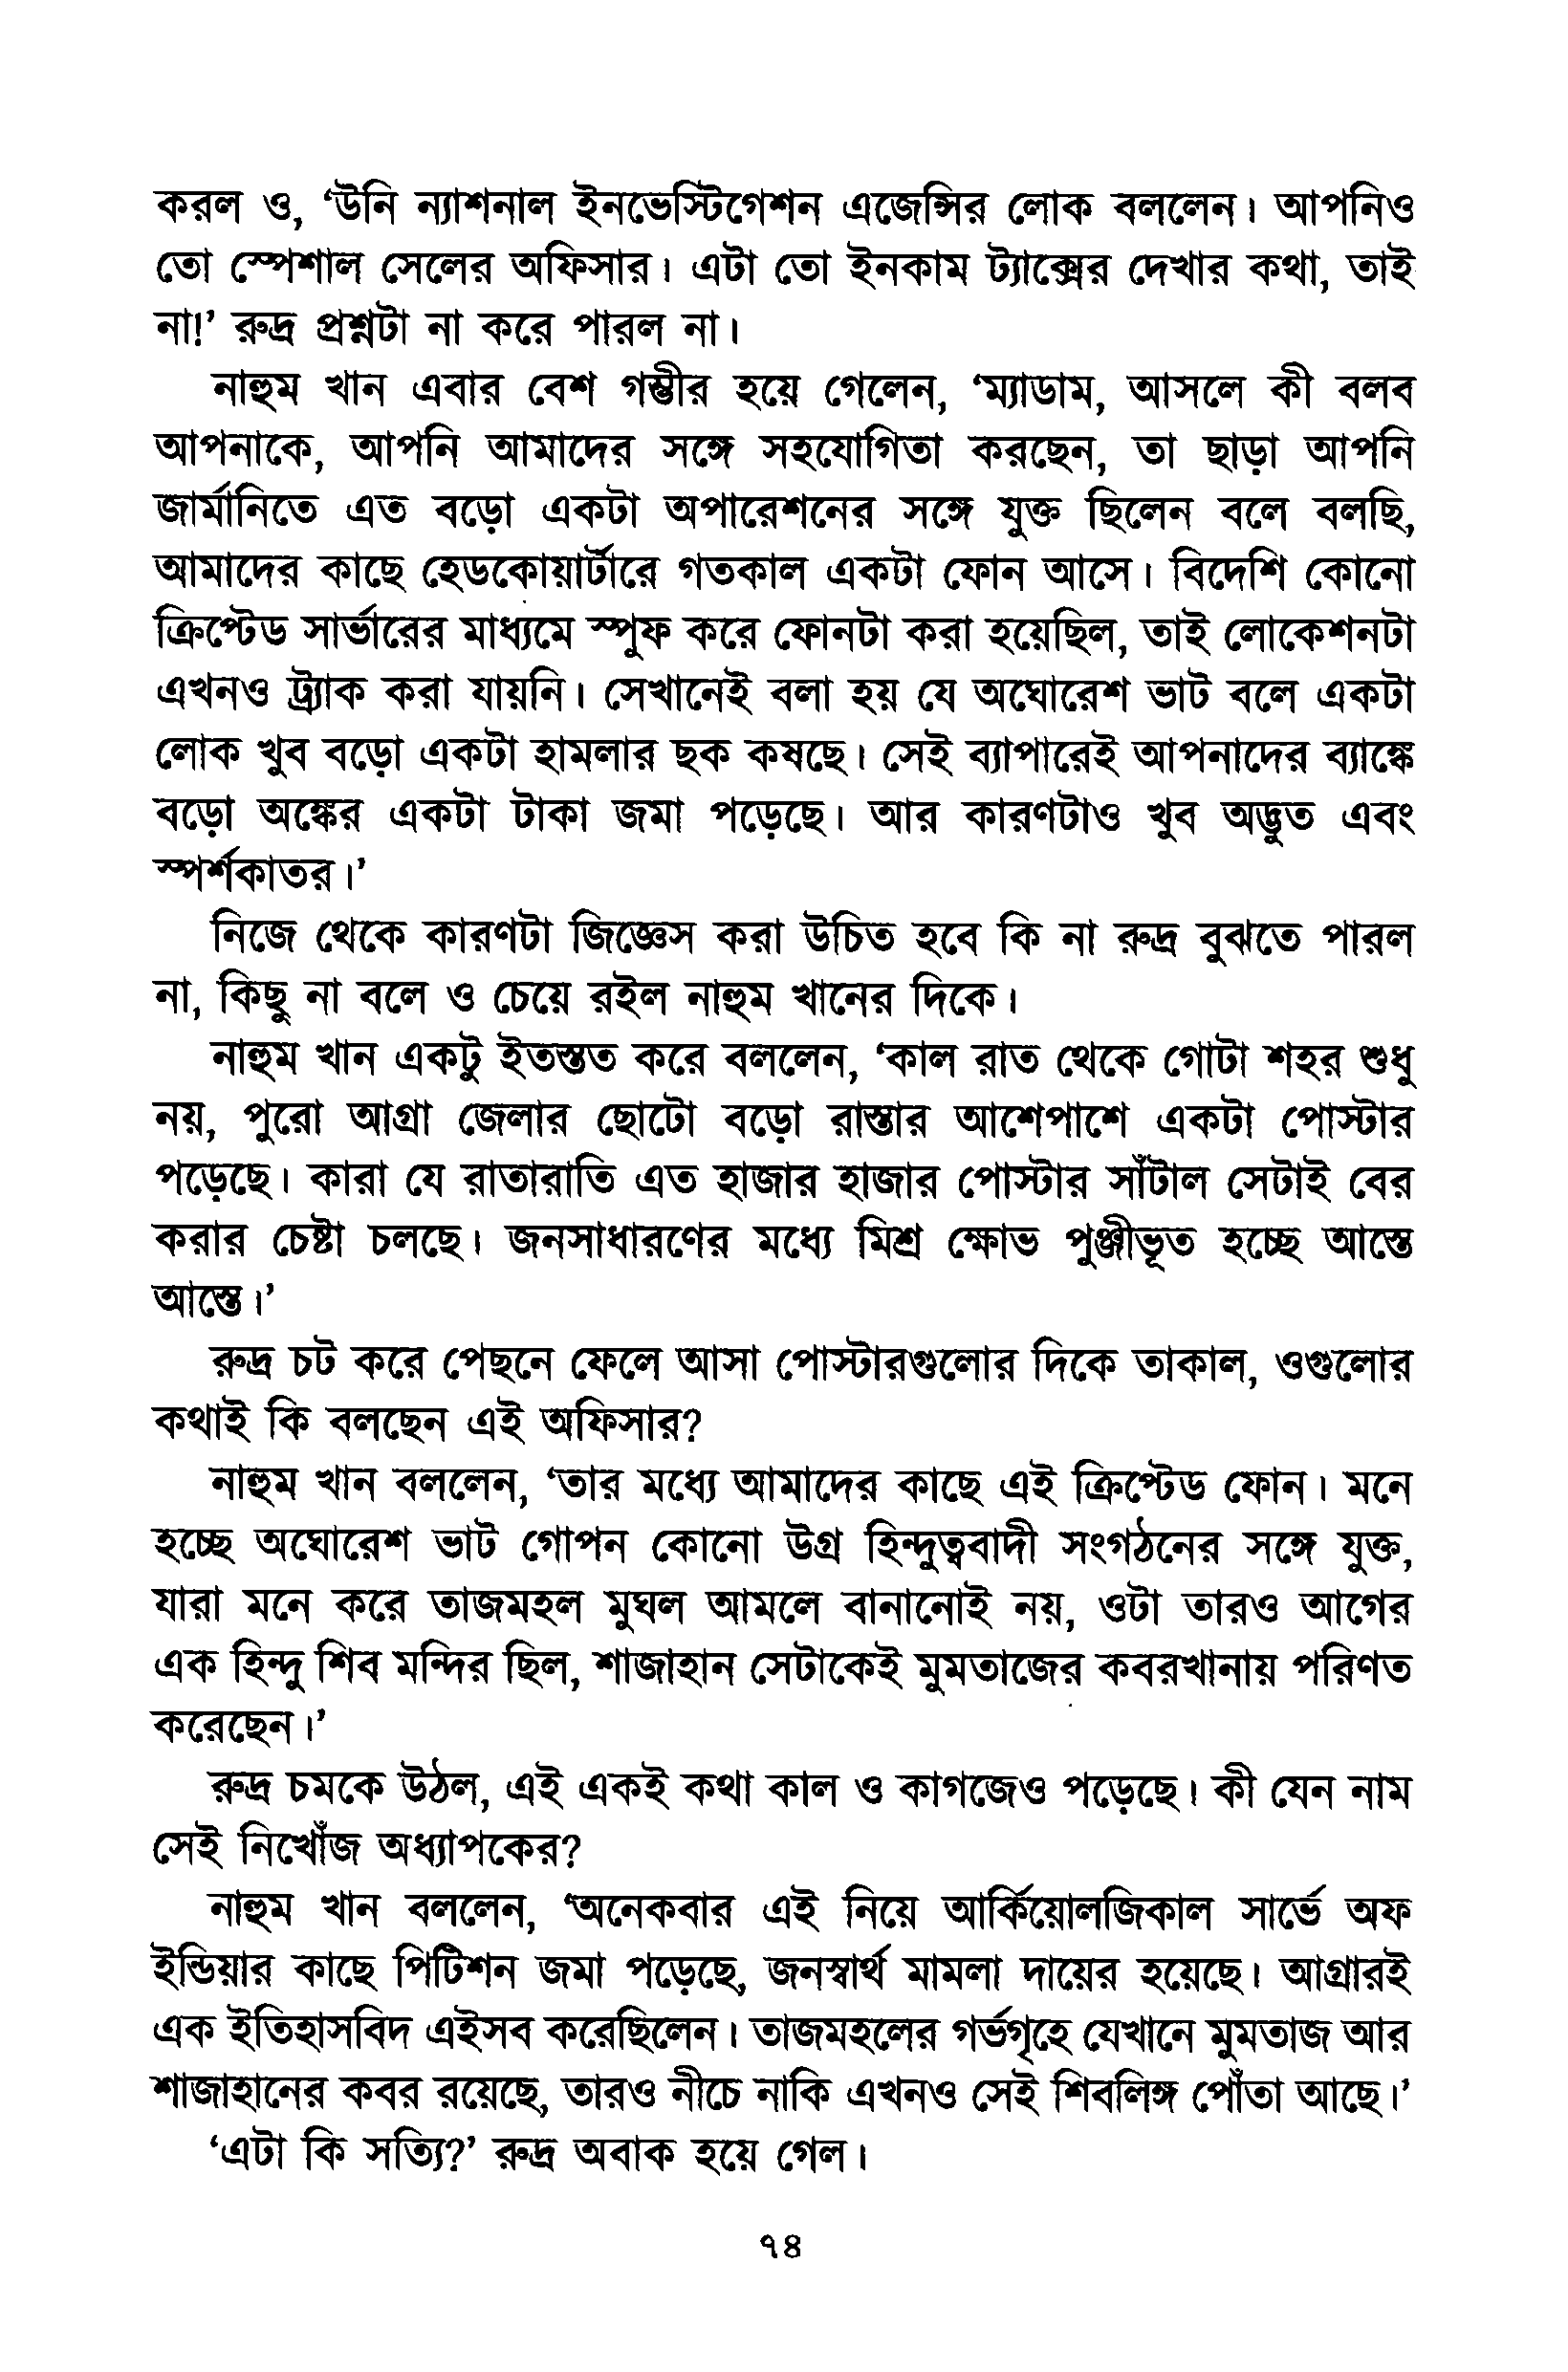 করল ও, ‘উনি ন্যাশনাল ইনভেস্টিগেশন এজেন্সির লোক বললেন। আপনিও
তো স্পেশাল সেলের অফিসার। এটা তো ইনকাম ট্যাক্সের দেখার কথা, তাই
না!’ রুদ্র প্রশ্নটা না করে পারল না।
নাহুম খান এবার বেশ গম্ভীর হয়ে গেলেন, ‘ম্যাডাম, আসলে কী বলব
আপনাকে, আপনি আমাদের সঙ্গে সহযোগিতা করছেন, তা ছাড়া আপনি
জার্মানিতে এত বড়ো একটা অপারেশনের সঙ্গে যুক্ত ছিলেন বলে বলছি,
আমাদের কাছে হেডকোয়ার্টারে গতকাল একটা ফোন আসে। বিদেশি কোনো
ক্রিপ্টেড সার্ভারের মাধ্যমে স্পুফ করে ফোনটা করা হয়েছিল, তাই লোকেশনটা
এখনও ট্র্যাক করা যায়নি। সেখানেই বলা হয় যে অঘোরেশ ভাট বলে একটা
লোক খুব বড়ো একটা হামলার ছক কষছে। সেই ব্যাপারেই আপনাদের ব্যাঙ্কে
বড়ো অঙ্কের একটা টাকা জমা পড়েছে। আর কারণটাও খুব অদ্ভুত এবং
স্পর্শকাতর।’
নিজে থেকে কারণটা জিজ্ঞেস করা উচিত হবে কি না রুদ্র বুঝতে পারল
না, কিছু না বলে ও চেয়ে রইল নাহুম খানের দিকে।
নাহুম খান একটু ইতস্তত করে বললেন, ‘কাল রাত থেকে গোটা শহর শুধু
নয়, পুরো আগ্রা জেলার ছোটো বড়ো রাস্তার আশেপাশে একটা পোস্টার
পড়েছে। কারা যে রাতারাতি এত হাজার হাজার পোস্টার সাঁটাল সেটাই বের
করার চেষ্টা চলছে। জনসাধারণের মধ্যে মিশ্র ক্ষোভ পুঞ্জীভূত হচ্ছে আস্তে
আস্তে।’
রুদ্র চট করে পেছনে ফেলে আসা পোস্টারগুলোর দিকে তাকাল, ওগুলোর
কথাই কি বলছেন এই অফিসার?
নাহুম খান বললেন, ‘তার মধ্যে আমাদের কাছে এই ক্রিপ্টেড ফোন। মনে
হচ্ছে অঘোরেশ ভাট গোপন কোনো উগ্র হিন্দুত্ববাদী সংগঠনের সঙ্গে যুক্ত,
যারা মনে করে তাজমহল মুঘল আমলে বানানোই নয়, ওটা তারও আগের
এক হিন্দু শিব মন্দির ছিল, শাজাহান সেটাকেই মুমতাজের কবরখানায় পরিণত
করেছেন।’
রুদ্র চমকে উঠল, এই একই কথা কাল ও কাগজেও পড়েছে। কী যেন নাম
সেই নিখোঁজ অধ্যাপকের?
নাহুম খান বললেন, ‘অনেকবার এই নিয়ে আর্কিয়োলজিকাল সার্ভে অফ
ইন্ডিয়ার কাছে পিটিশন জমা পড়েছে, জনস্বার্থ মামলা দায়ের হয়েছে। আগ্রারই
এক ইতিহাসবিদ এইসব করেছিলেন। তাজমহলের গর্ভগৃহে যেখানে মুমতাজ আর
শাজাহানের কবর রয়েছে, তারও নীচে নাকি এখনও সেই শিবলিঙ্গ পোঁতা আছে।’
‘এটা কি সত্যি?’ রুদ্র অবাক হয়ে গেল।
৭৪